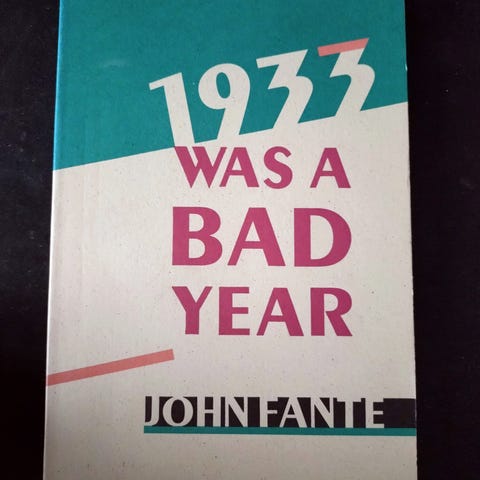 1933
WAS A
BAD
YEAR
JOHN FANTE